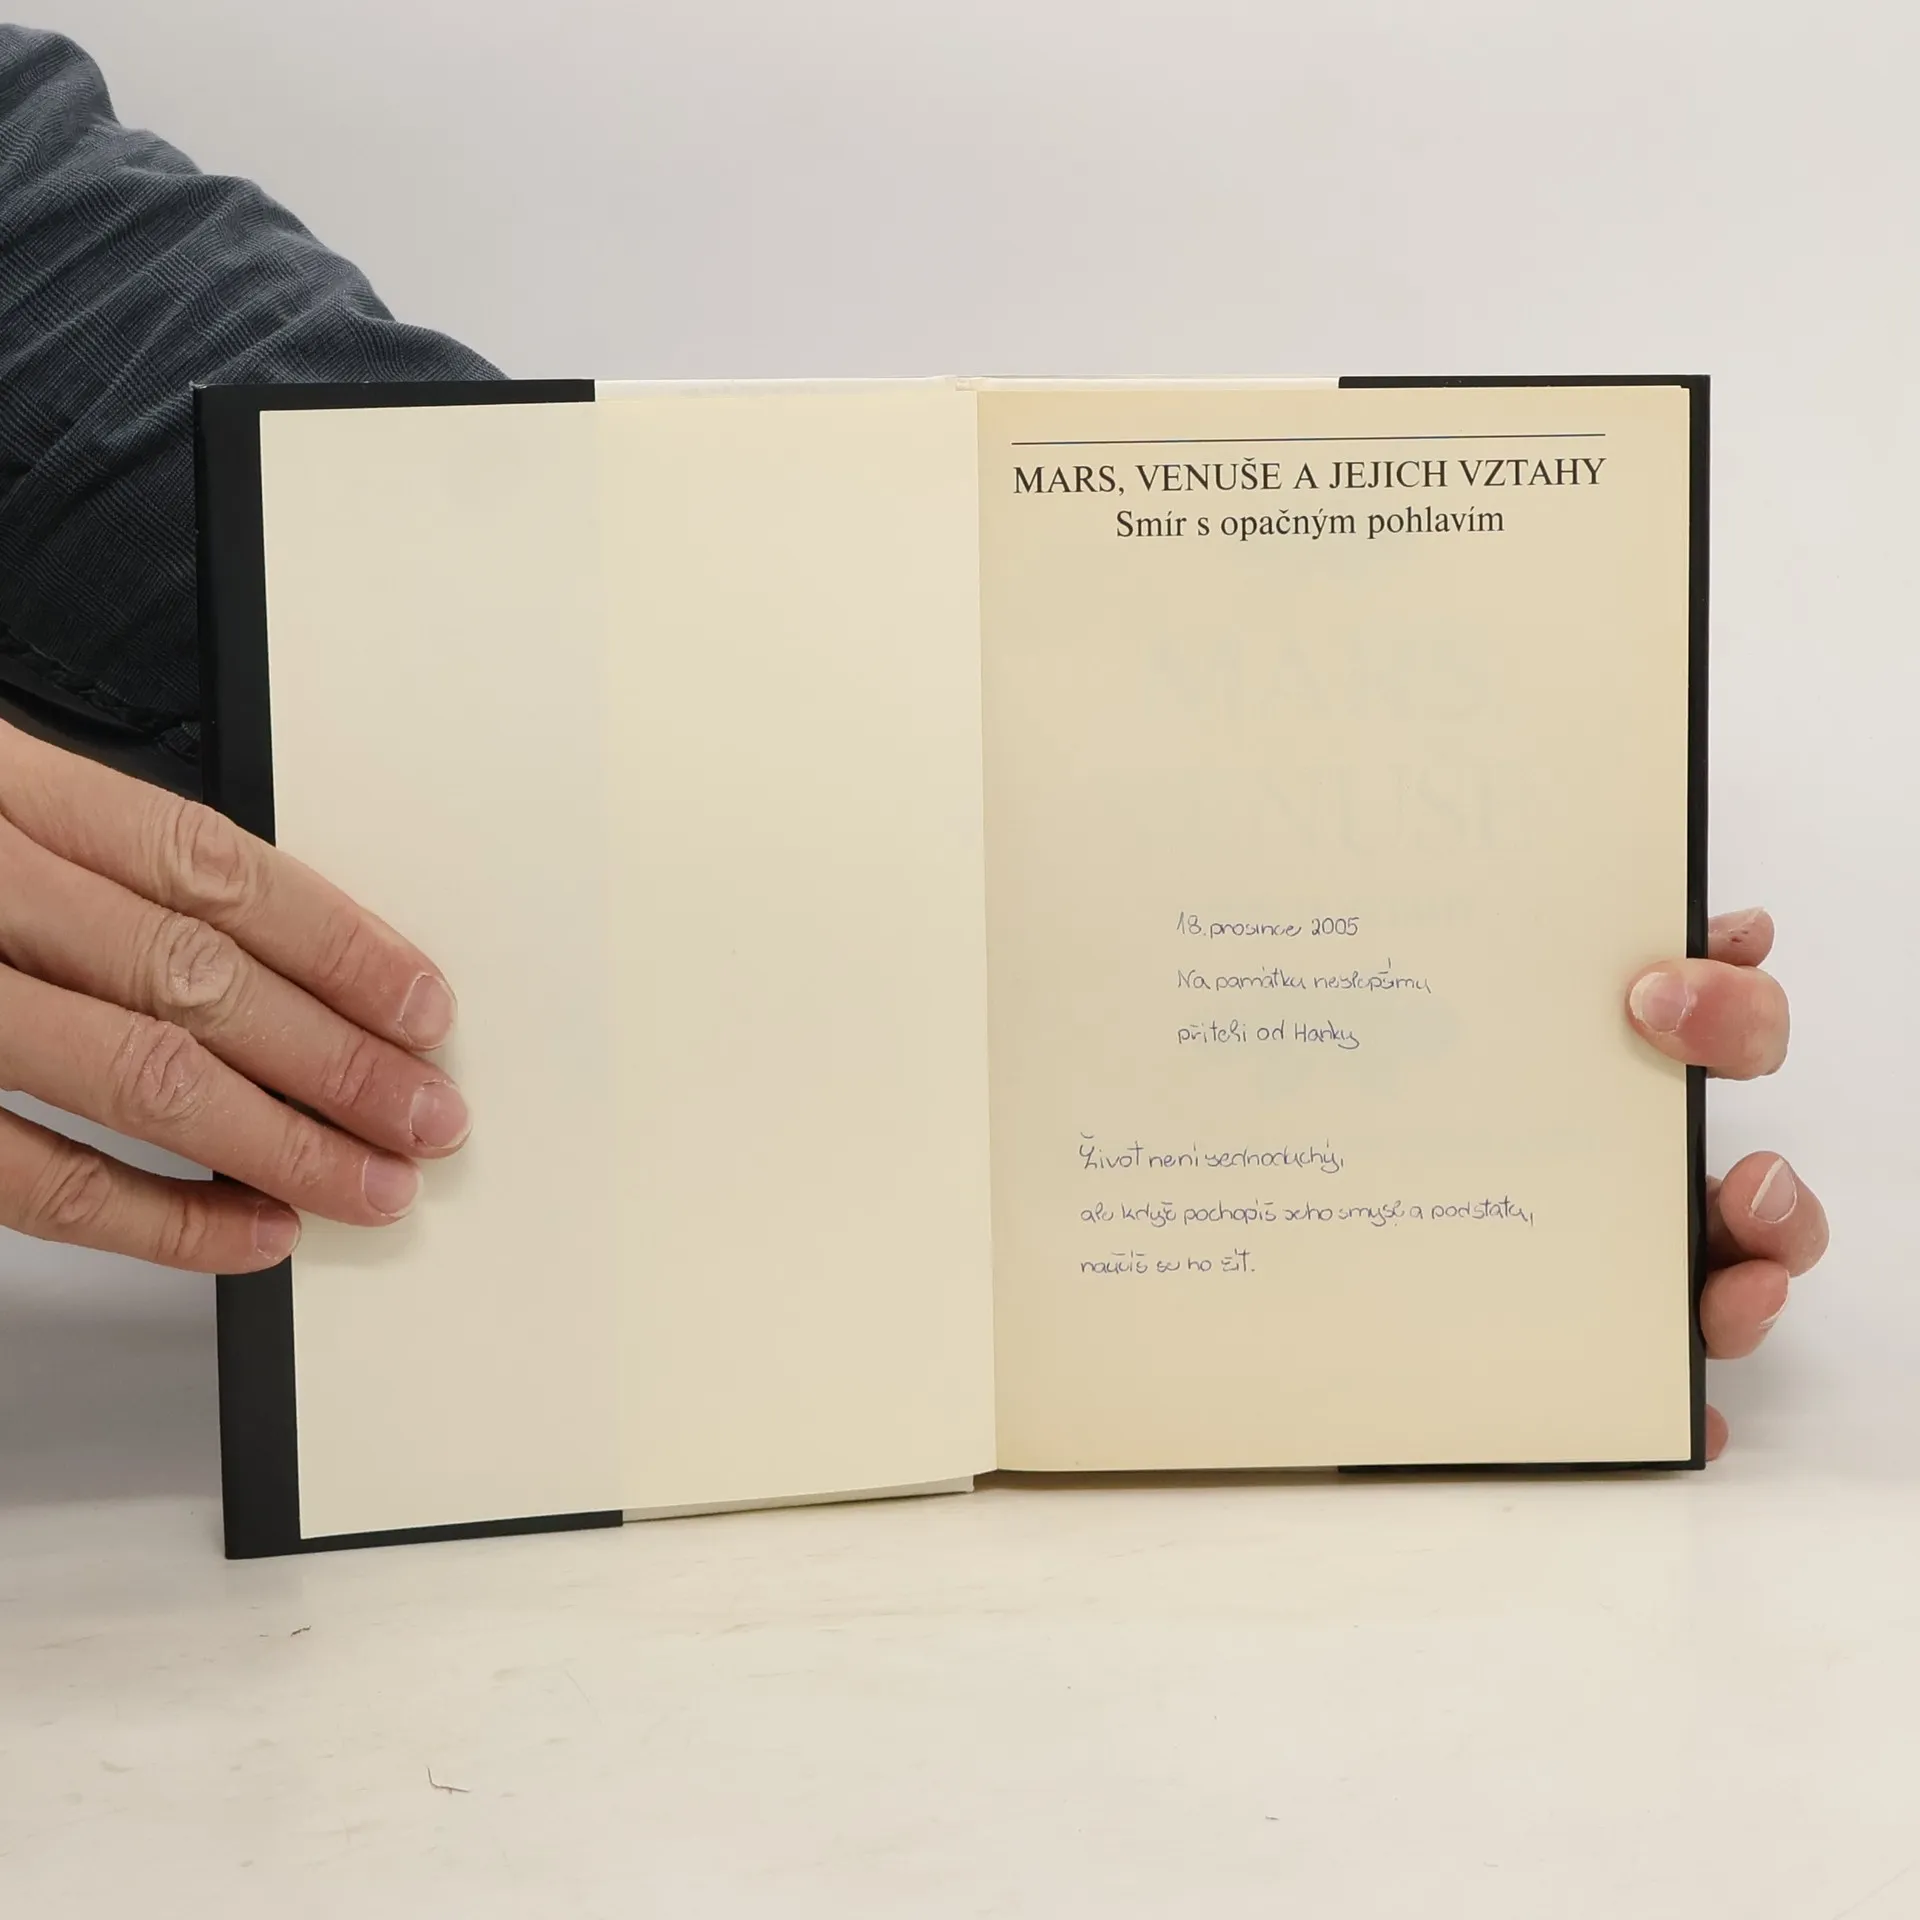 MARS, VENUŠE A JEJICH VZTAHY
Smír s opačným pohlavím
18. prosince 2005
Na památku nejlepšímu
příteli od Hanky
Život není jednoduchý,
ale když pochopíš jeho smysl a podstatu,
naučíš se ho žít.